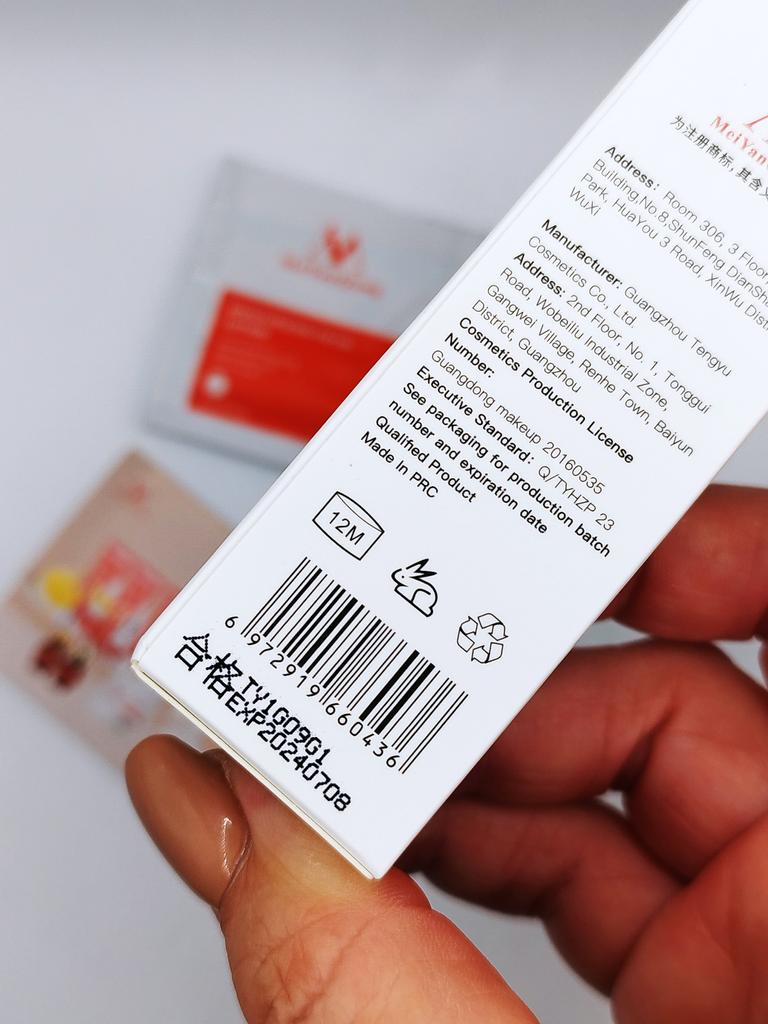 MeiYan
为注册商标,其含
Address: Room 306, 3 Floor,
Building,No.8,ShunFeng
Park, HuaYou 3 Road, XinWu
WuXi
Manufacturer: Guangzhou Tengyu
Cosmetics Co., Ltd.
Address: 2nd Floor, No. 1, Tonggui
Road, Wobeiliu Industrial Zone,
Gangwei Village, Renhe Town, Baiyun
District, Guangzhou
Cosmetics Production License
Number:
Guangdong makeup 20160535
Executive Standard: Q/TYHZP 23
See packaging for production batch
number and expiration date
Qualified Product
Made In PRC
12M
6 972919 660436
合格 TY1G09G1
EXP20240708